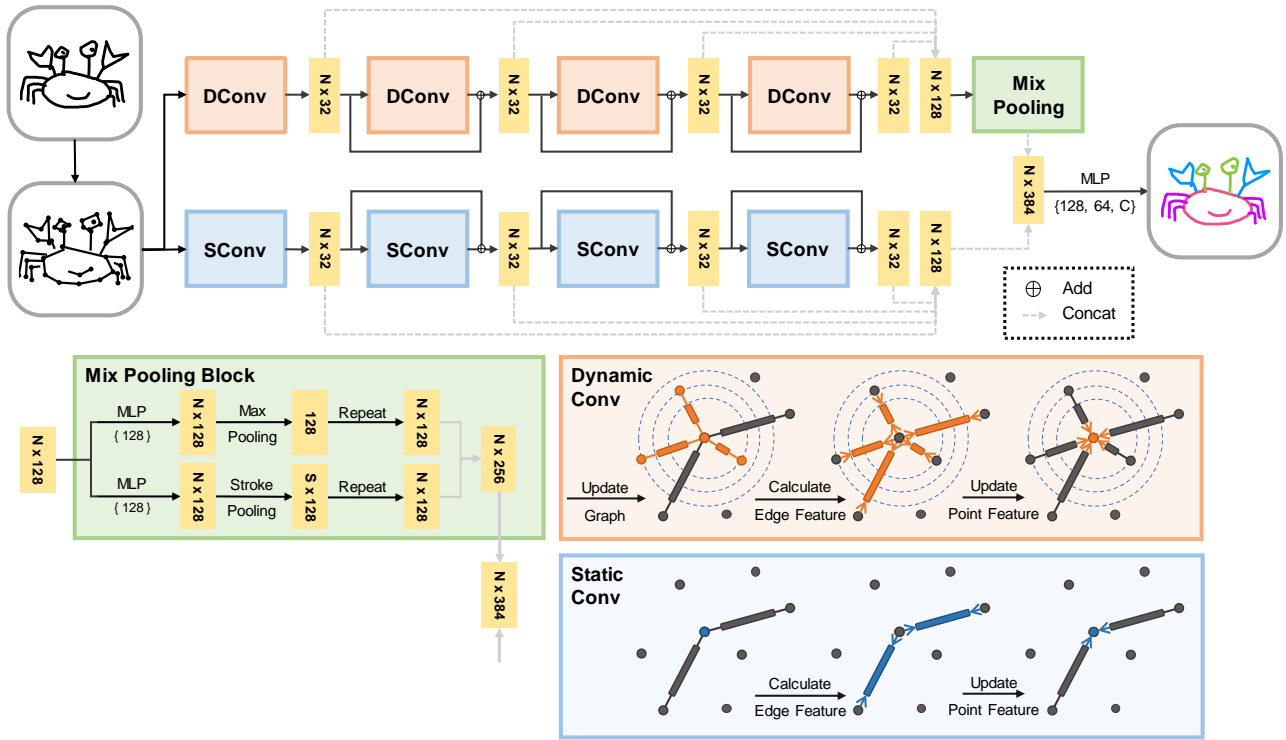 DConv
N x 32
DConv
N x 32
DConv
N x 32
DConv
N x 32
N x 128
Mix
Pooling
N x 384
MLP
{128, 64, C}
SConv
N x 32
SConv
N x 32
SConv
N x 32
SConv
N x 32
N x 128
Add
Concat
Mix Pooling Block
N x 128
MLP
{ 128 }
N x 128
Max
Pooling
128
Repeat
N x 128
MLP
{ 128 }
N x 128
Stroke
Pooling
S x 128
Repeat
N x 128
N x 256
N x 384
Dynamic
Conv
Update
Graph
Calculate
Edge Feature
Update
Point Feature
Static
Conv
Calculate
Edge Feature
Update
Point Feature